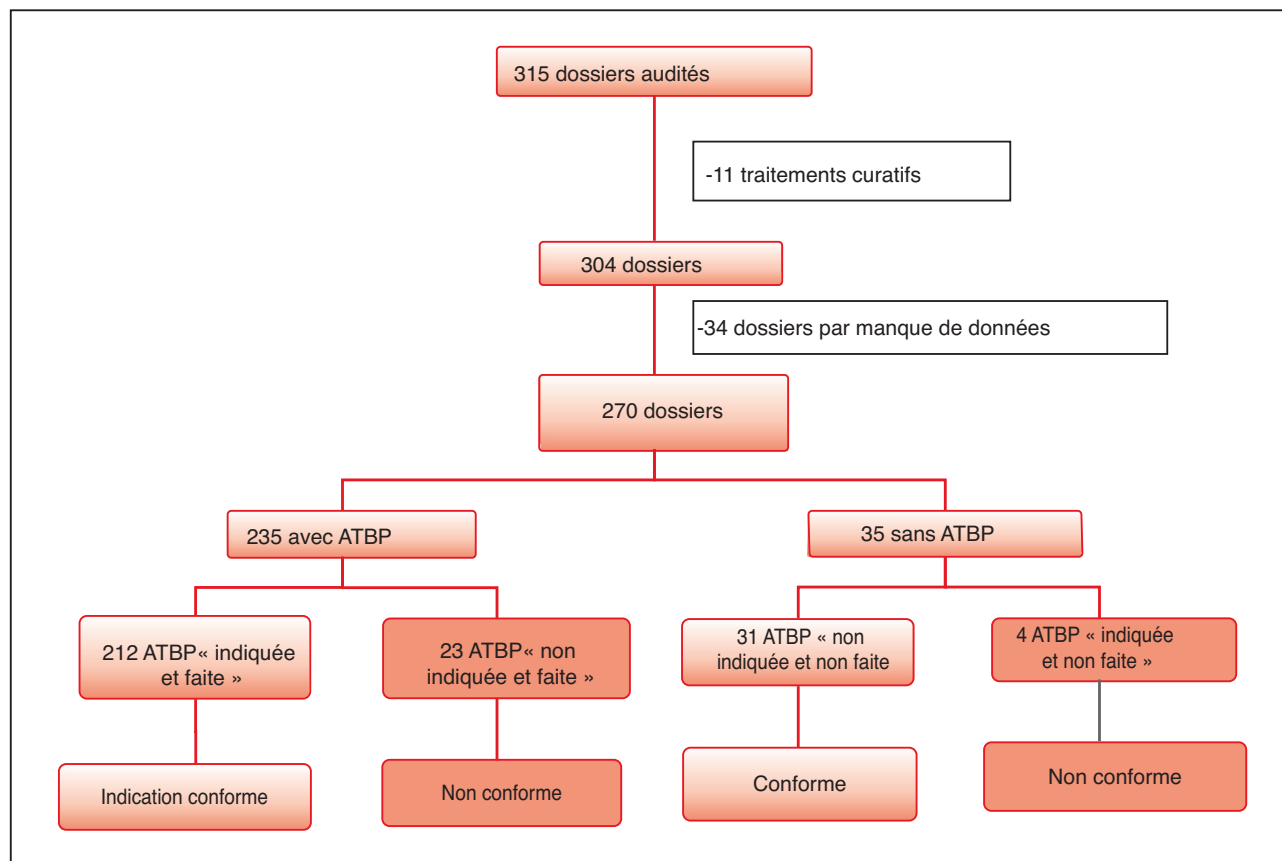 315 dossiers audités
-11 traitements curatifs
304 dossiers
-34 dossiers par manque de données
270 dossiers
235 avec ATBP
35 sans ATBP
212 ATBP« indiquée
et faite »
23 ATBP« non
indiquée et faite »
31 ATBP « non
indiquée et non faite
4 ATBP « indiquée
et non faite »
Indication conforme
Non conforme
Conforme
Non conforme